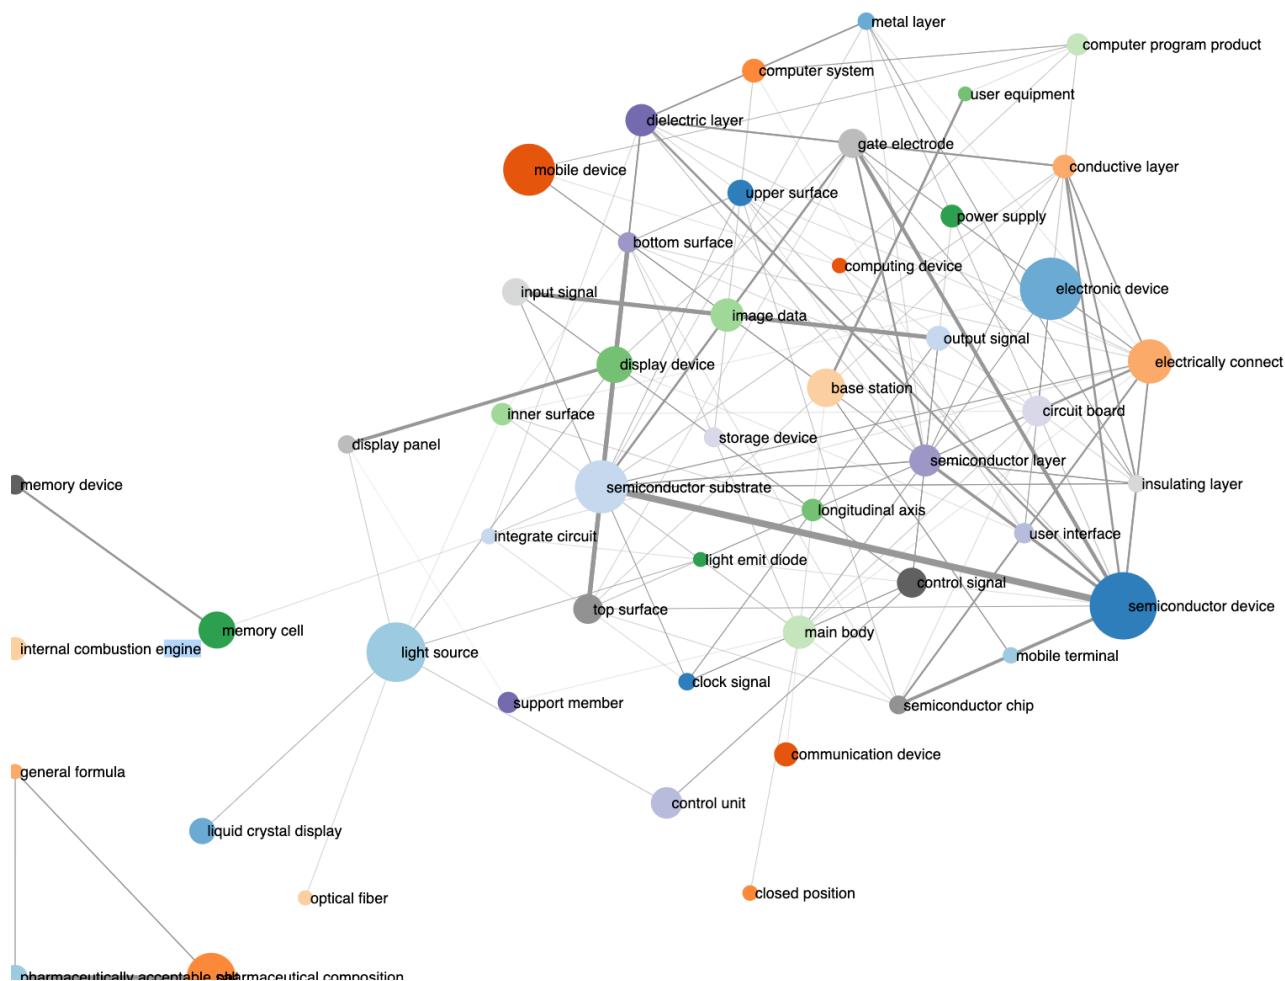 metal layer
computer program product
computer system
user equipment
dielectric layer
gate electrode
mobile device
conductive layer
upper surface
power supply
bottom surface
computing device
electronic device
input signal
image data
output signal
display device
electrically connect
base station
inner surface
circuit board
display panel
storage device
semiconductor layer
memory device
semiconductor substrate
insulating layer
longitudinal axis
integrate circuit
user interface
light emit diode
control signal
top surface
semiconductor device
memory cell
main body
internal combustion engine
light source
mobile terminal
clock signal
support member
semiconductor chip
communication device
general formula
control unit
liquid crystal display
closed position
optical fiber
pharmaceutically acceptable salt
pharmaceutical composition